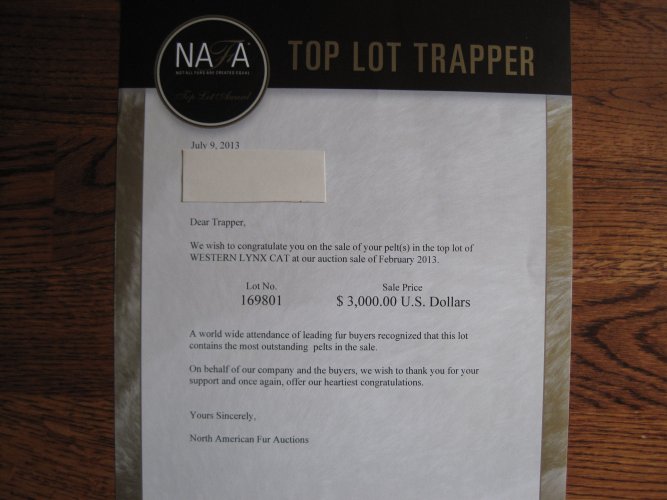 NAFA
NOT ALL FURS ARE CREATED EQUAL
Top Lot Award
TOP LOT TRAPPER
July 9, 2013
Dear Trapper,
We wish to congratulate you on the sale of your pelt(s) in the top lot of
WESTERN LYNX CAT at our auction sale of February 2013.
Lot No. Sale Price
169801 $ 3,000.00 U.S. Dollars
A world wide attendance of leading fur buyers recognized that this lot
contains the most outstanding pelts in the sale.
On behalf of our company and the buyers, we wish to thank you for your
support and once again, offer our heartiest congratulations.
Yours Sincerely,
North American Fur Auctions